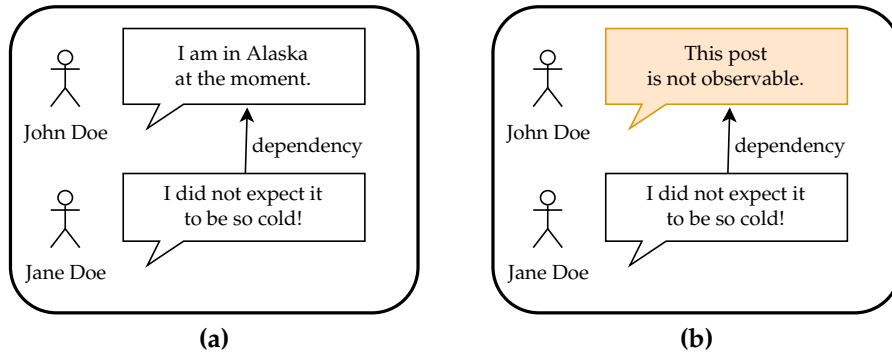 I am in Alaska
at the moment.
John Doe
dependency
I did not expect it
to be so cold!
Jane Doe
(a)
This post
is not observable.
John Doe
dependency
I did not expect it
to be so cold!
Jane Doe
(b)